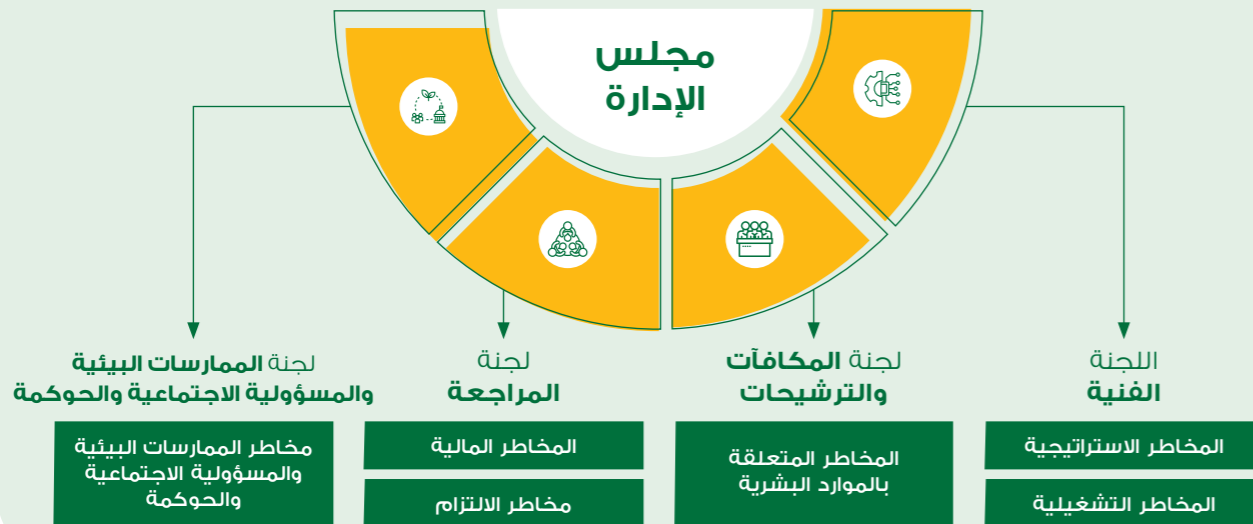 مجلس
الإدارة
اللجنة
الفنية
المخاطر الاستراتيجية
المخاطر التشغيلية
لجنة المكافآت
والترشيحات
المخاطر المتعلقة
بالموارد البشرية
لجنة
المراجعة
المخاطر المالية
مخاطر الالتزام
لجنة الممارسات البيئية
والمسؤولية الاجتماعية والحوكمة
مخاطر الممارسات البيئية
والمسؤولية الاجتماعية
والحوكمة